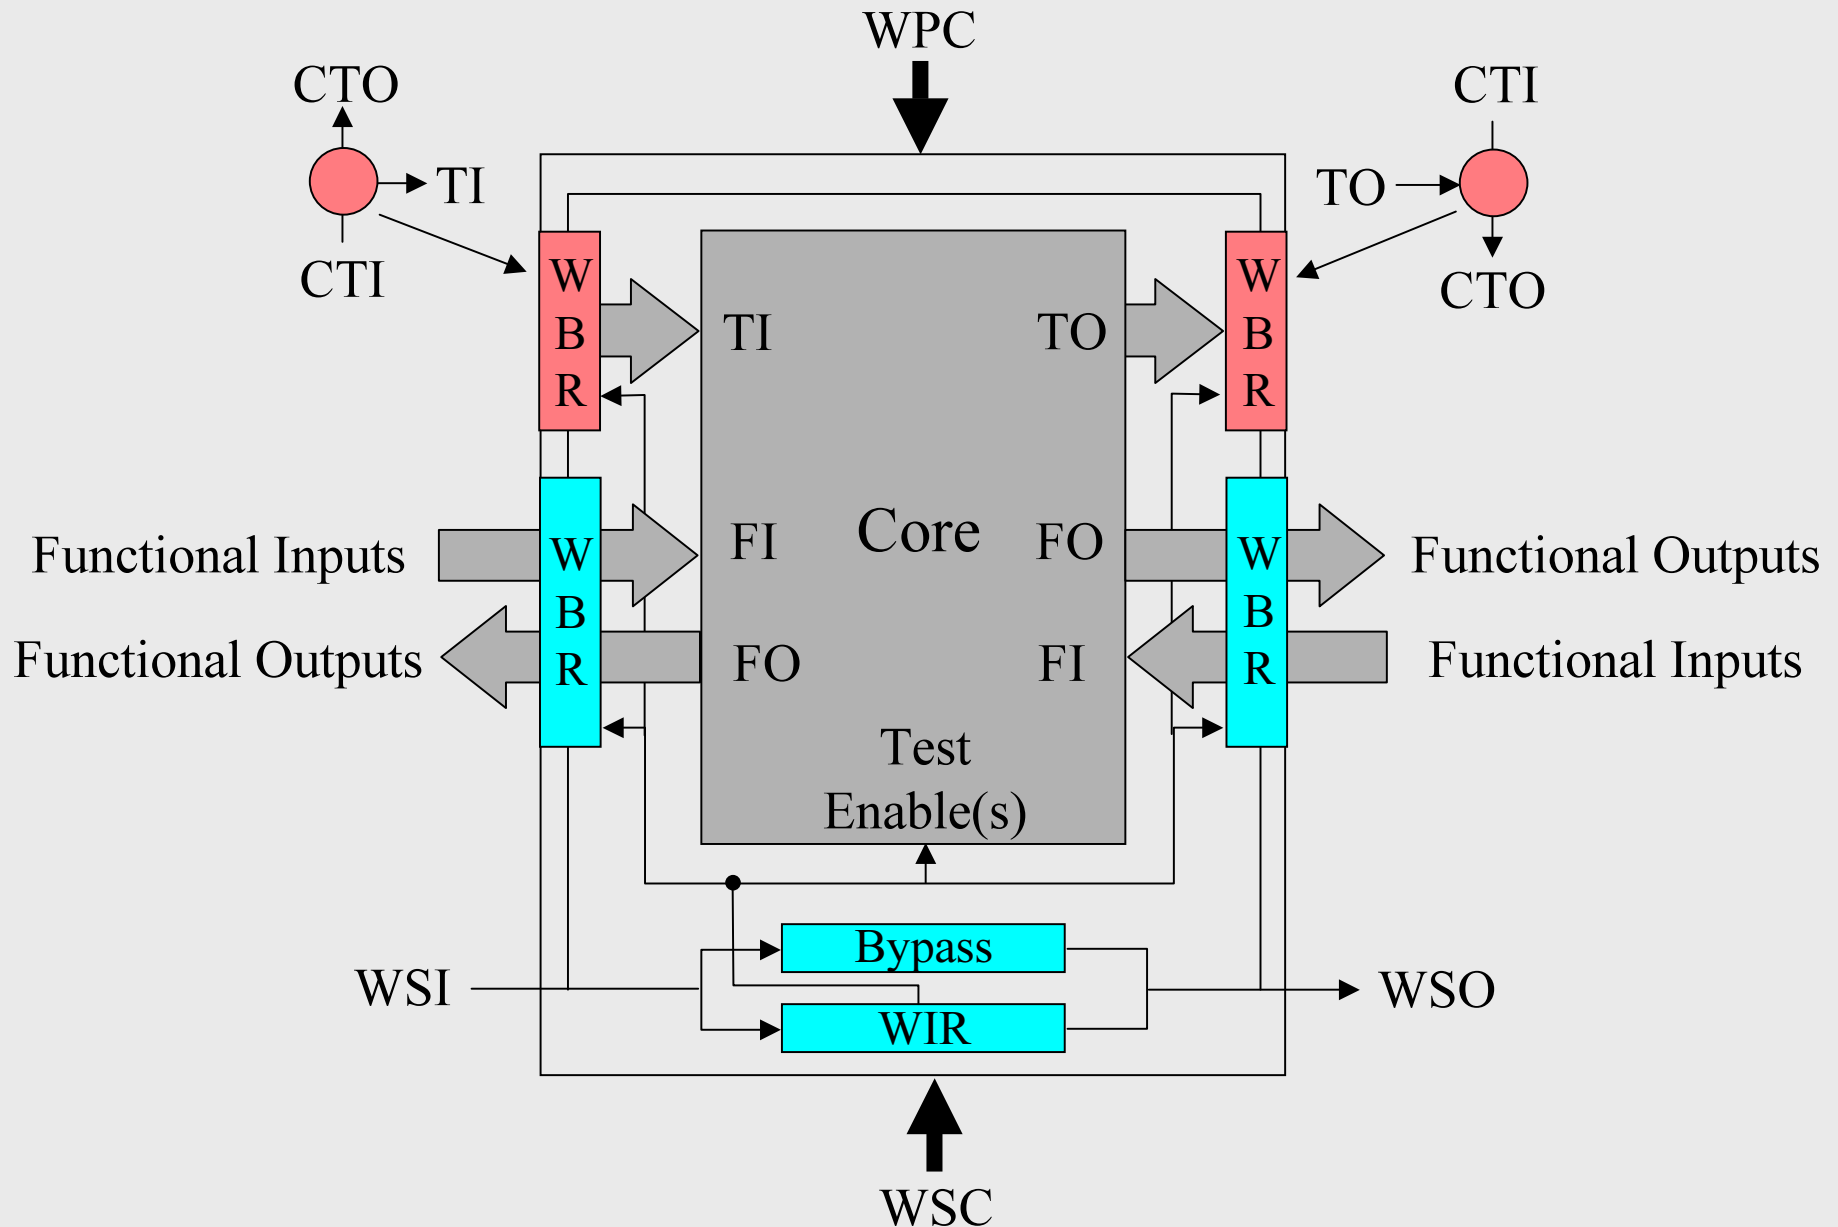 WPC
CTO
CTI
TI
TO
CTI
CTO
W
B
R
W
B
R
TI
TO
Functional Inputs
W
B
R
FI
Core
FO
W
B
R
Functional Outputs
Functional Outputs
FO
FI
Functional Inputs
Test
Enable(s)
Bypass
WSI
WSO
WIR
WSC